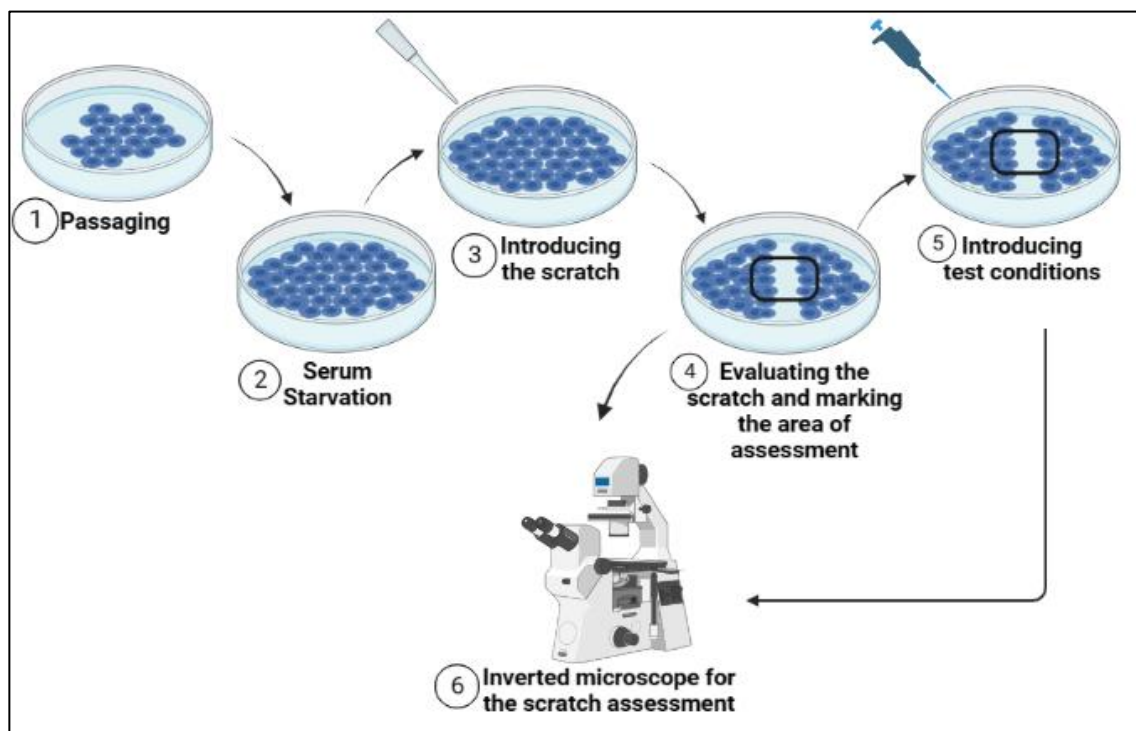 1 Passaging
2 Serum
Starvation
3 Introducing
the scratch
4 Evaluating the
scratch and marking
the area of
assessment
5 Introducing
test conditions
6 Inverted microscope for
the scratch assessment